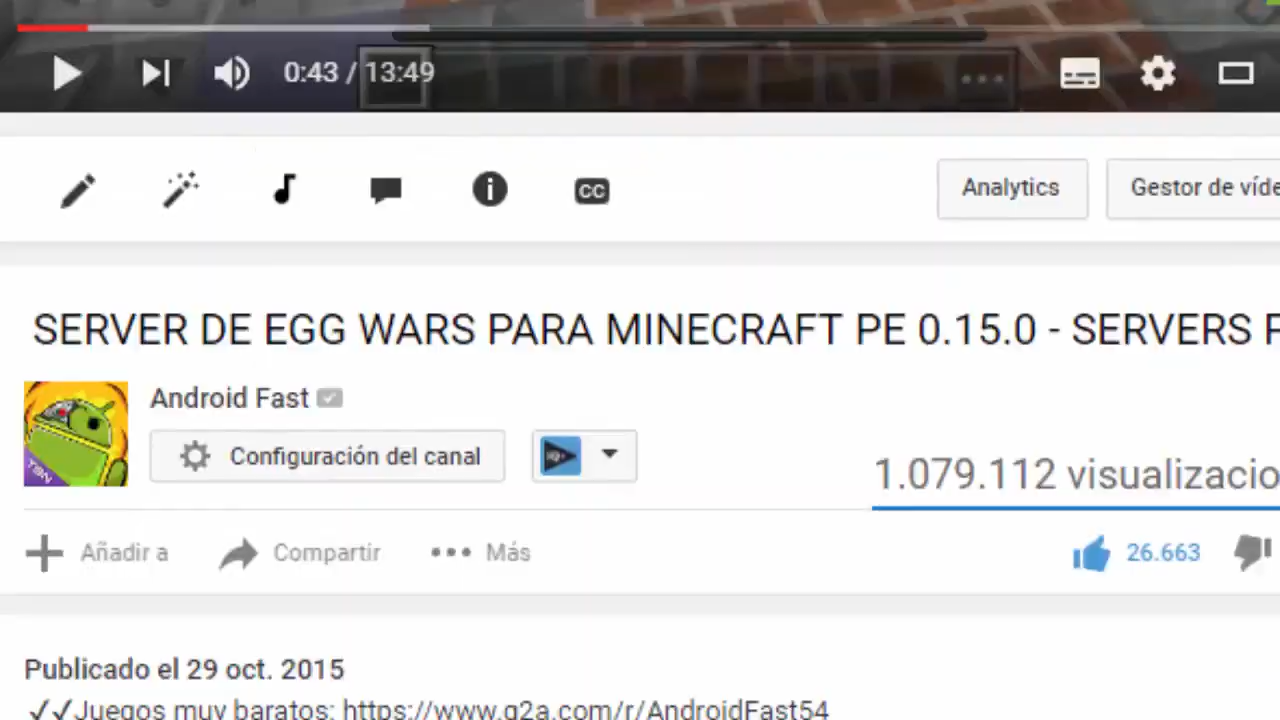 0:43 / 13:49
CC
Analytics
Gestor de víde
SERVER DE EGG WARS PARA MINECRAFT PE 0.15.0 - SERVERS P
Android Fast
Configuración del canal
1.079.112 visualizacio
Añadir a
Compartir
Más
26.663
Publicado el 29 oct. 2015
✓✓Juegos muy baratos: https://www.g2a.com/r/AndroidFast54